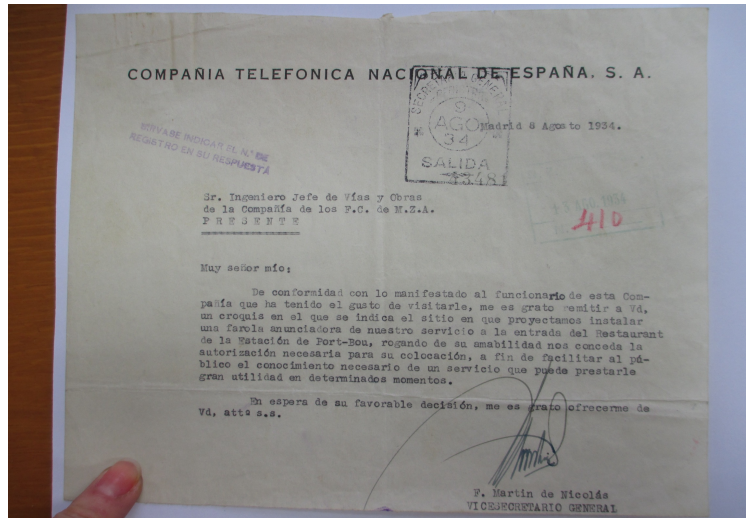 COMPAÑIA TELEFONICA NACIONAL DE ESPAÑA, S. A.
SECRETARIA GENERAL
9
AGO
34
SALIDA
4348
Madrid 8 Agosto 1934.
SIRVASE INDICAR EL N.º DE
REGISTRO EN SU RESPUESTA
Sr. Ingeniero Jefe de Vías y Obras
de la Compañía de los F.C. de M.Z.A.
PRESENTE
AGO. 1934
410
Muy señor mío:
De conformidad con lo manifestado al funcionario de esta Com-
pañía que ha tenido el gusto de visitarle, me es grato remitir a Vd,
un croquis en el que se indica el sitio en que proyectamos instalar
una farola anunciadora de nuestro servicio a la entrada del Restaurant
de la Estación de Port-Bou, rogando de su amabilidad nos conceda la
autorización necesaria para su colocación, a fin de facilitar al pú-
blico el conocimiento necesario de un servicio que puede prestarle
gran utilidad en determinados momentos.
En espera de su favorable decisión, me es grato ofrecerme de
Vd, attº s.s.
F. Martin de Nicolás
VICESECRETARIO GENERAL